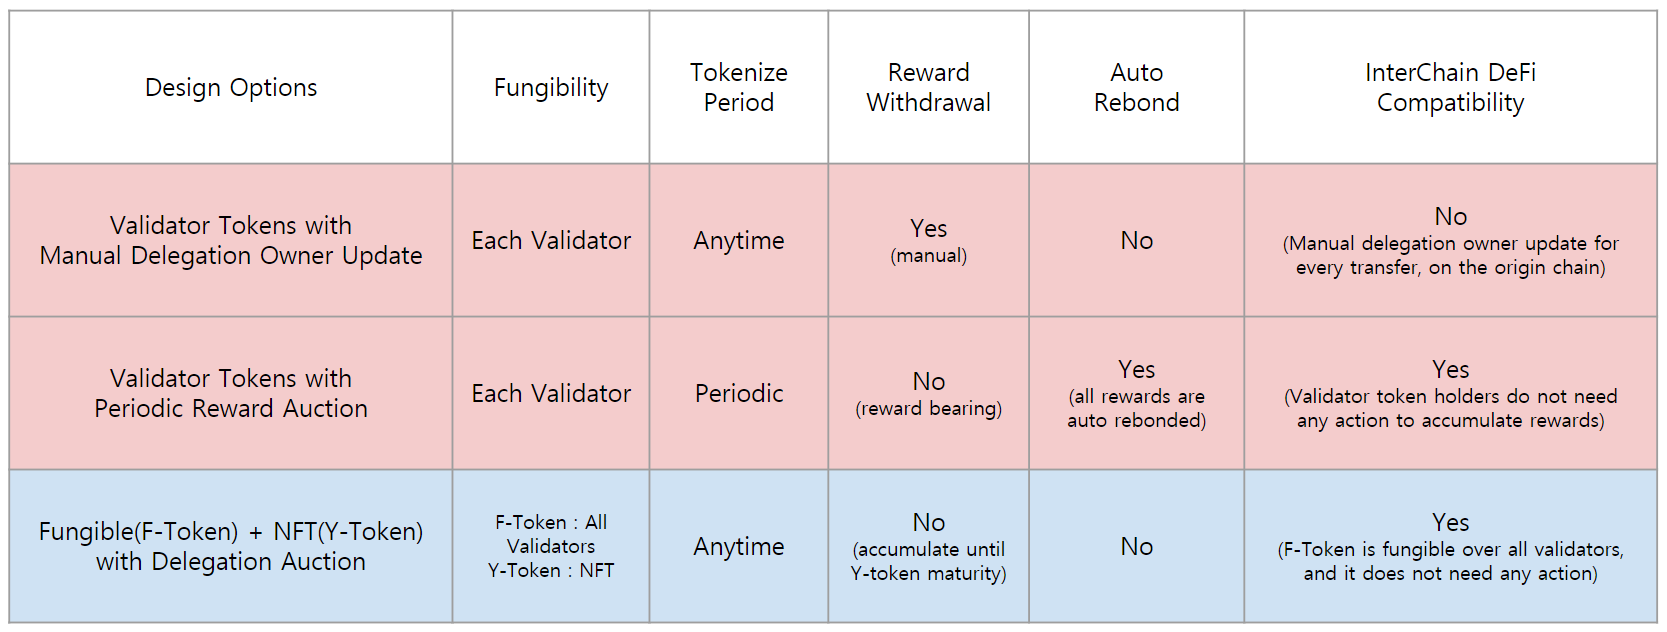 Design Options
Fungibility
Tokenize
Period
Reward
Withdrawal
Auto
Rebond
InterChain DeFi
Compatibility
Validator Tokens with
Manual Delegation Owner Update
Each Validator
Anytime
Yes
(manual)
No
No
(Manual delegation owner update for
every transfer, on the origin chain)
Validator Tokens with
Periodic Reward Auction
Each Validator
Periodic
No
(reward bearing)
Yes
(all rewards are
auto rebonded)
Yes
(Validator token holders do not need
any action to accumulate rewards)
Fungible(F-Token) + NFT(Y-Token)
with Delegation Auction
F-Token : All
Validators
Y-Token : NFT
Anytime
No
(accumulate until
Y-token maturity)
No
Yes
(F-Token is fungible over all validators,
and it does not need any action)